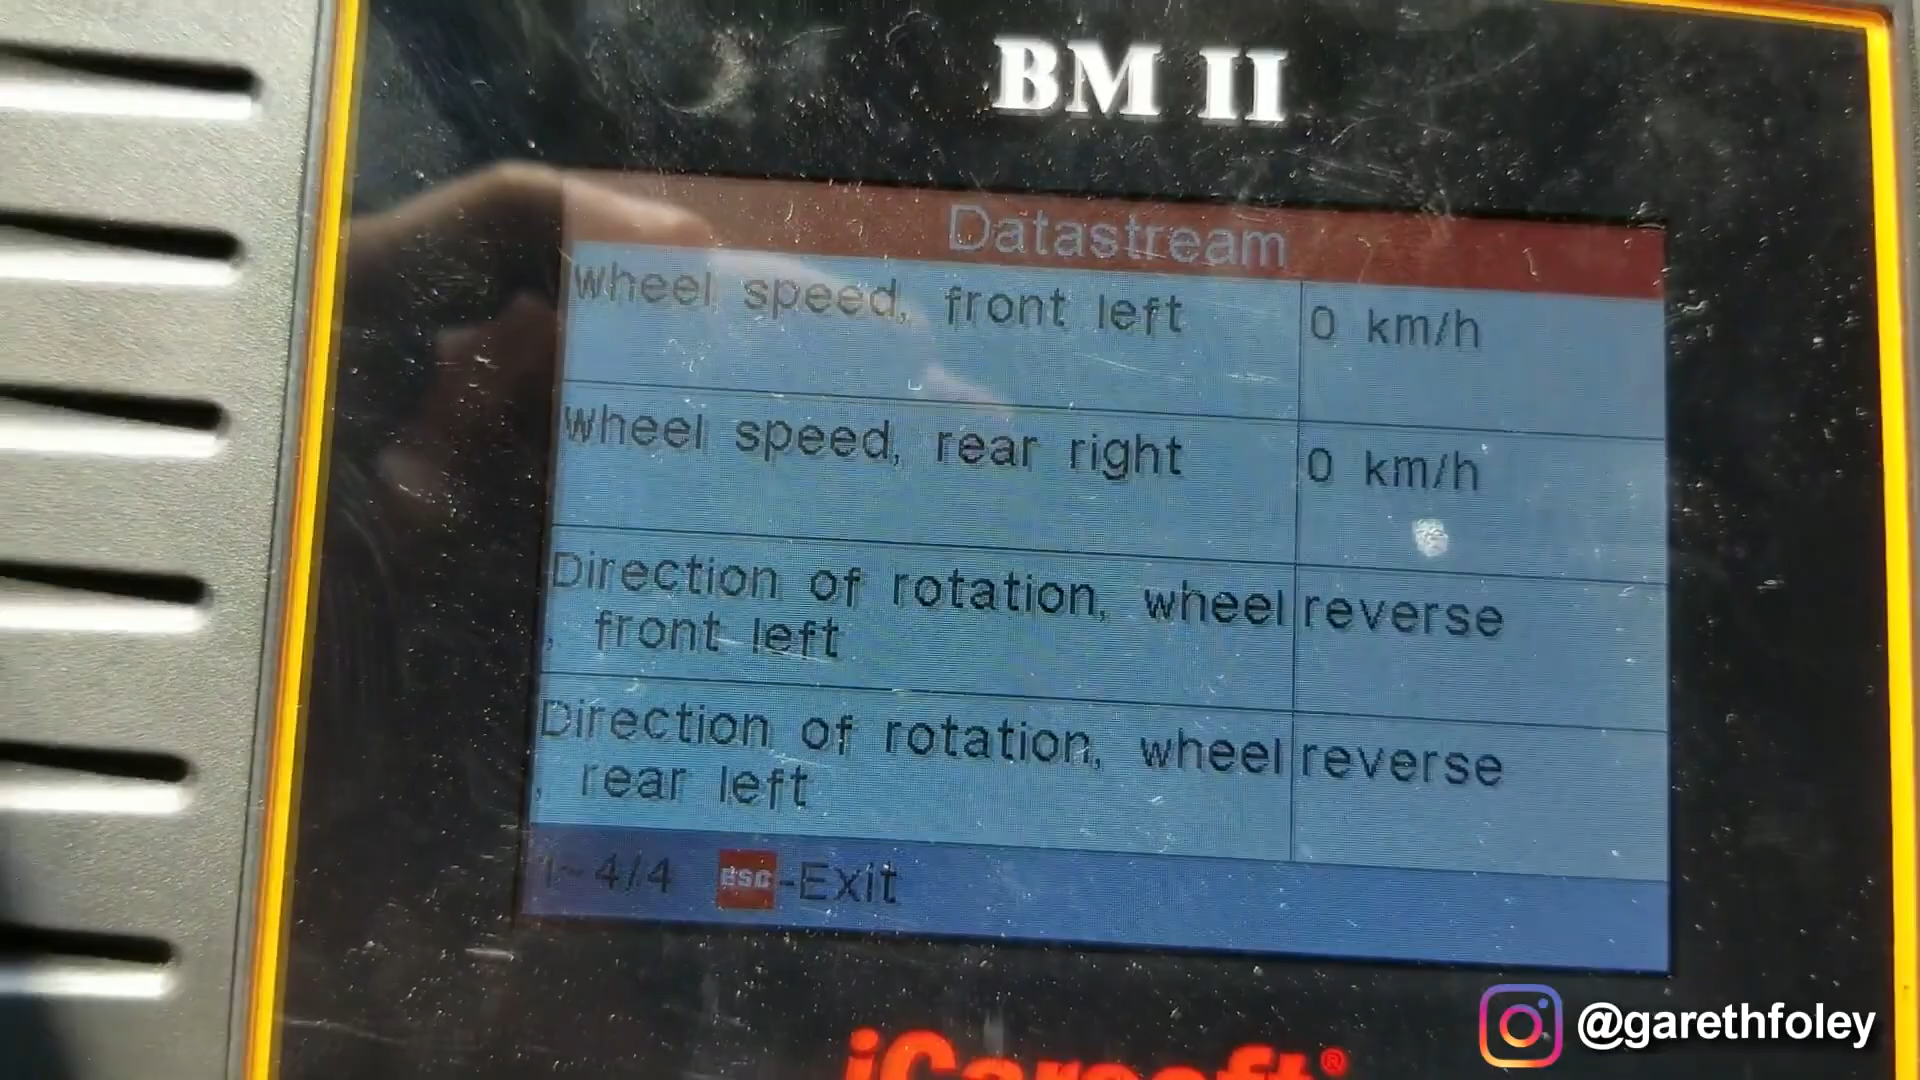 BM II
Datastream
wheel speed, front left
0 km/h
wheel speed, rear right
0 km/h
Direction of rotation, wheel
, front left
reverse
Direction of rotation, wheel
, rear left
reverse
1~4/4 ESC-Exit
iCarsoft®
@garethfoley